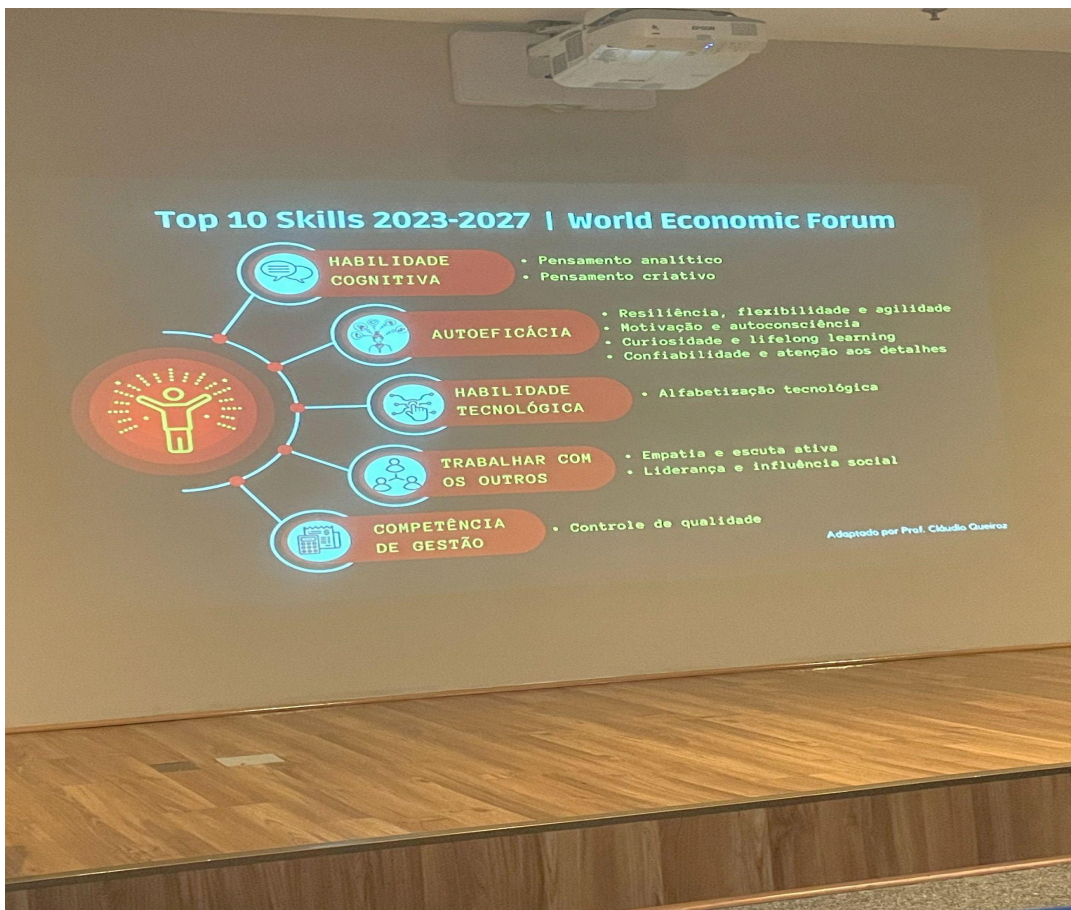 EPSON
Top 10 Skills 2023-2027 | World Economic Forum
HABILIDADE
COGNITIVA
• Pensamento analítico
• Pensamento criativo
AUTOEFICÁCIA
• Resiliência, flexibilidade e agilidade
• Motivação e autoconsciência
• Curiosidade e lifelong learning
• Confiabilidade e atenção aos detalhes
HABILIDADE
TECNOLÓGICA
• Alfabetização tecnológica
TRABALHAR COM
OS OUTROS
• Empatia e escuta ativa
• Liderança e influência social
COMPETÊNCIA
DE GESTÃO
• Controle de qualidade
Adaptado por Prof. Cláudio Queiroz